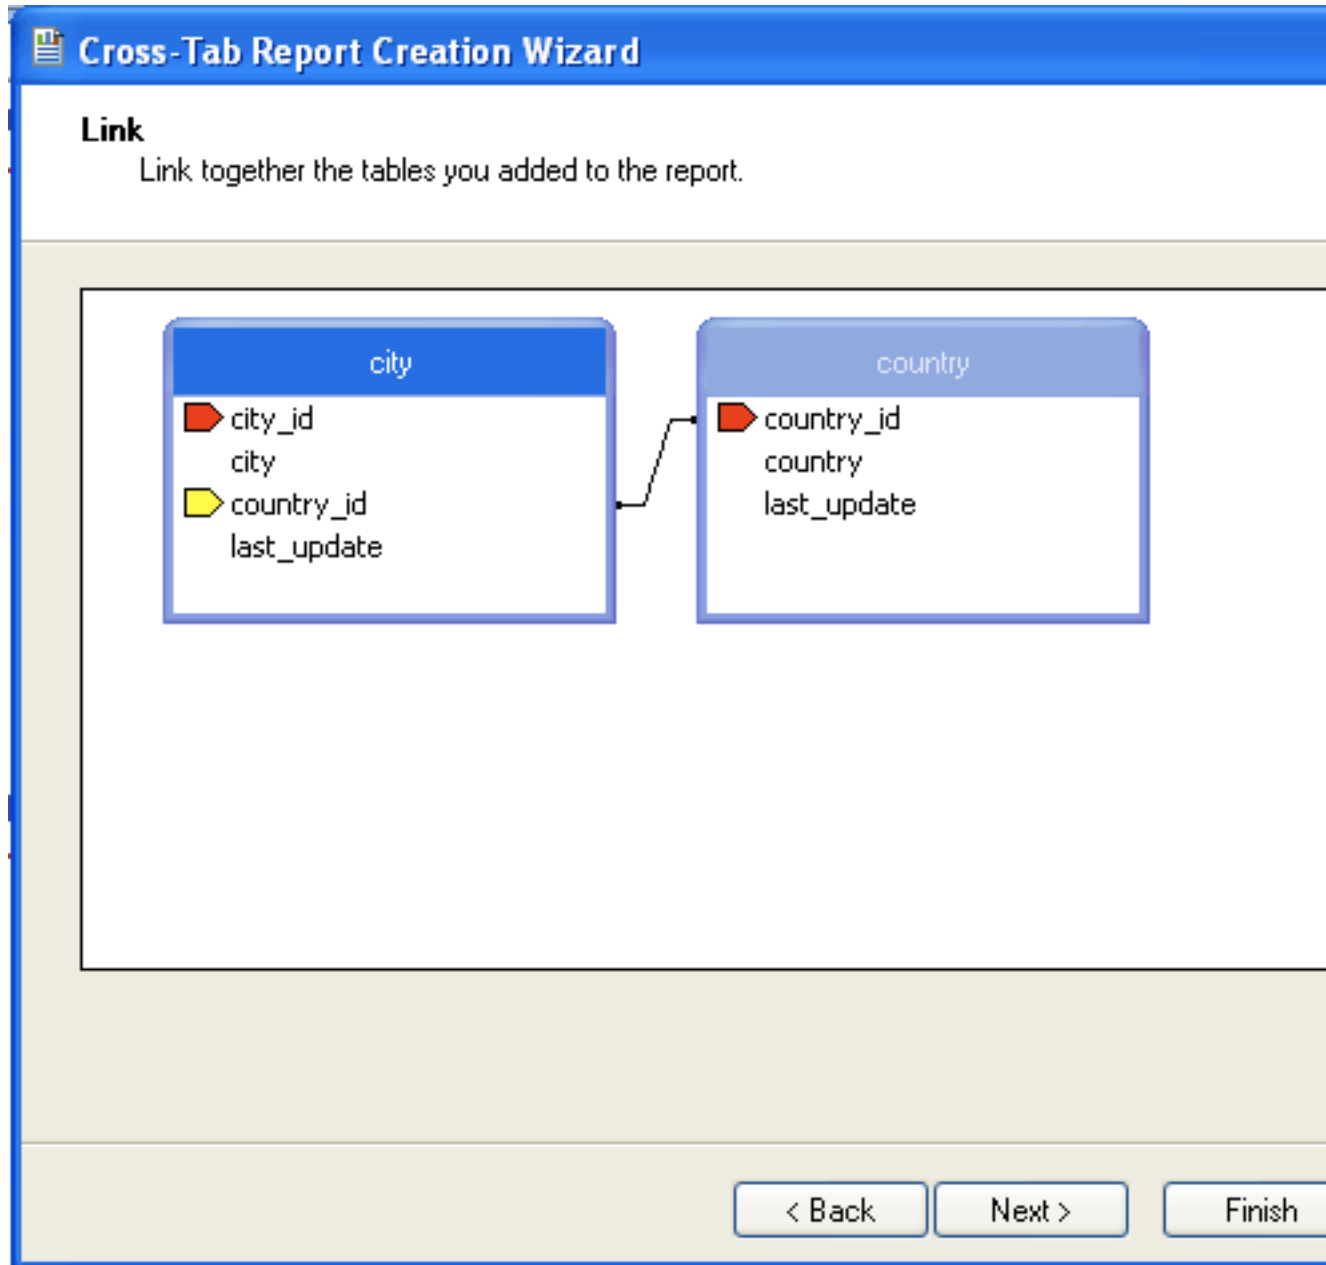 Cross-Tab Report Creation Wizard
Link
Link together the tables you added to the report.
city
city_id
city
country_id
last_update
country
country_id
country
last_update
< Back
Next >
Finish